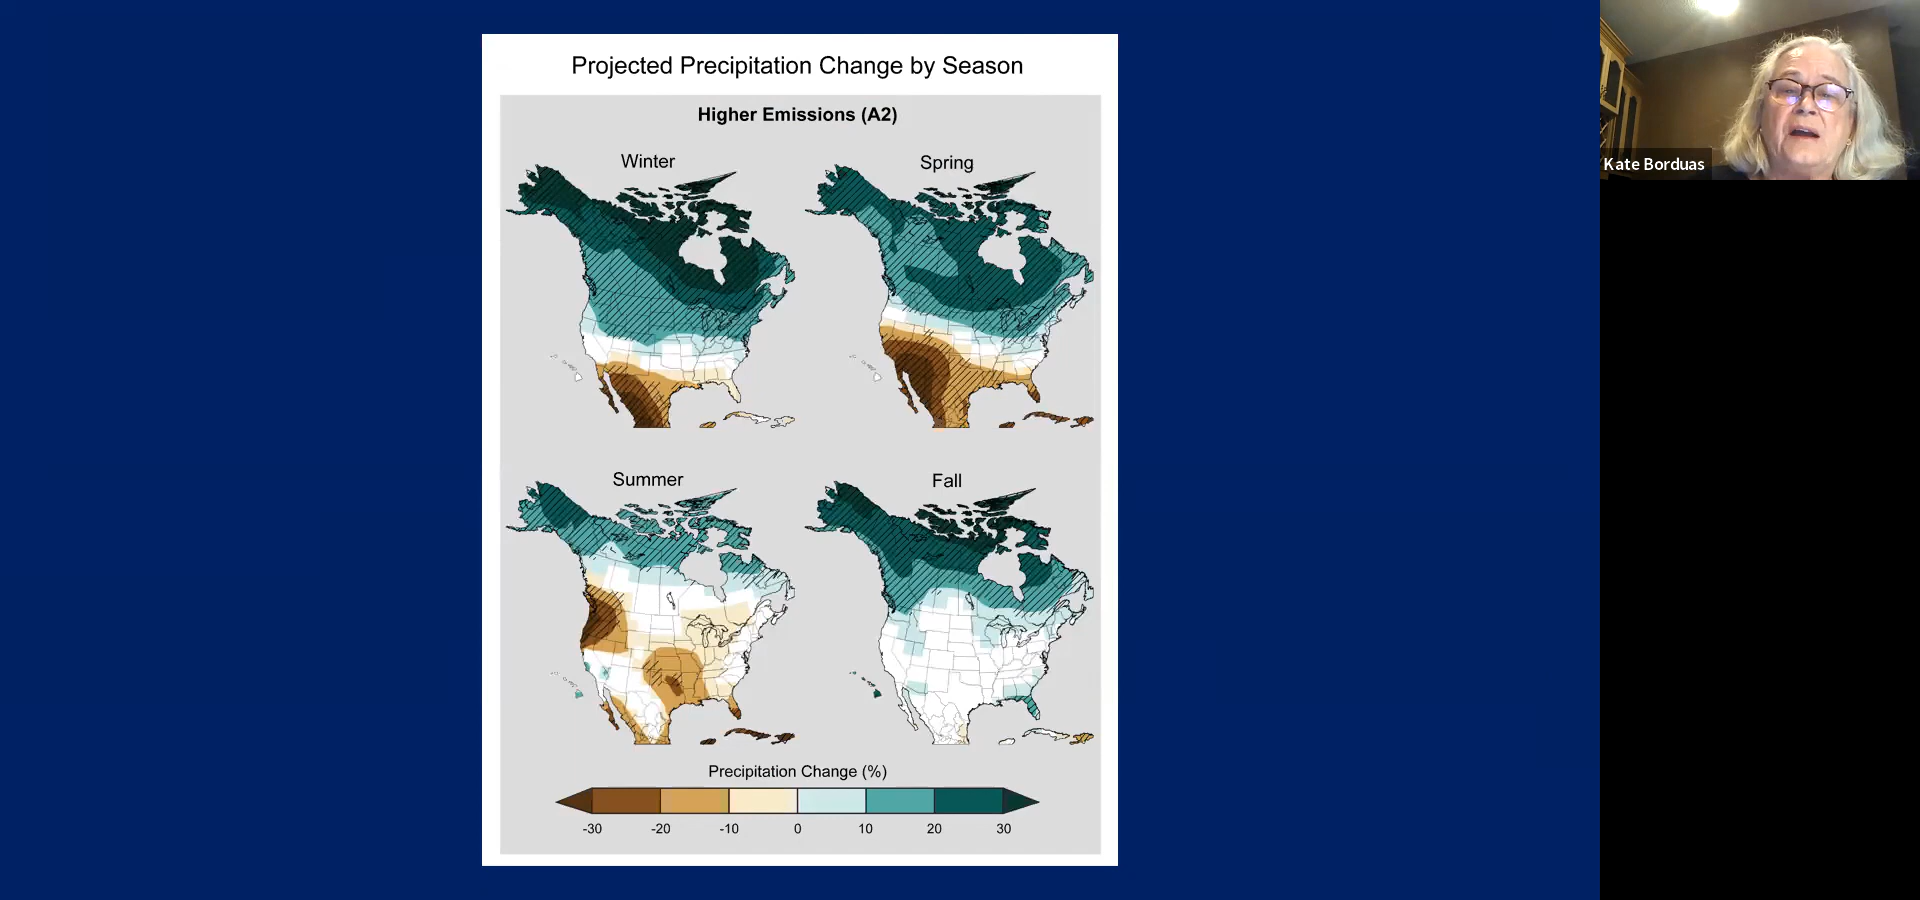 Projected Precipitation Change by Season
Higher Emissions (A2)
Winter
Spring
Summer
Fall
Precipitation Change (%)
-30 -20 -10 0 10 20 30
Kate Borduas